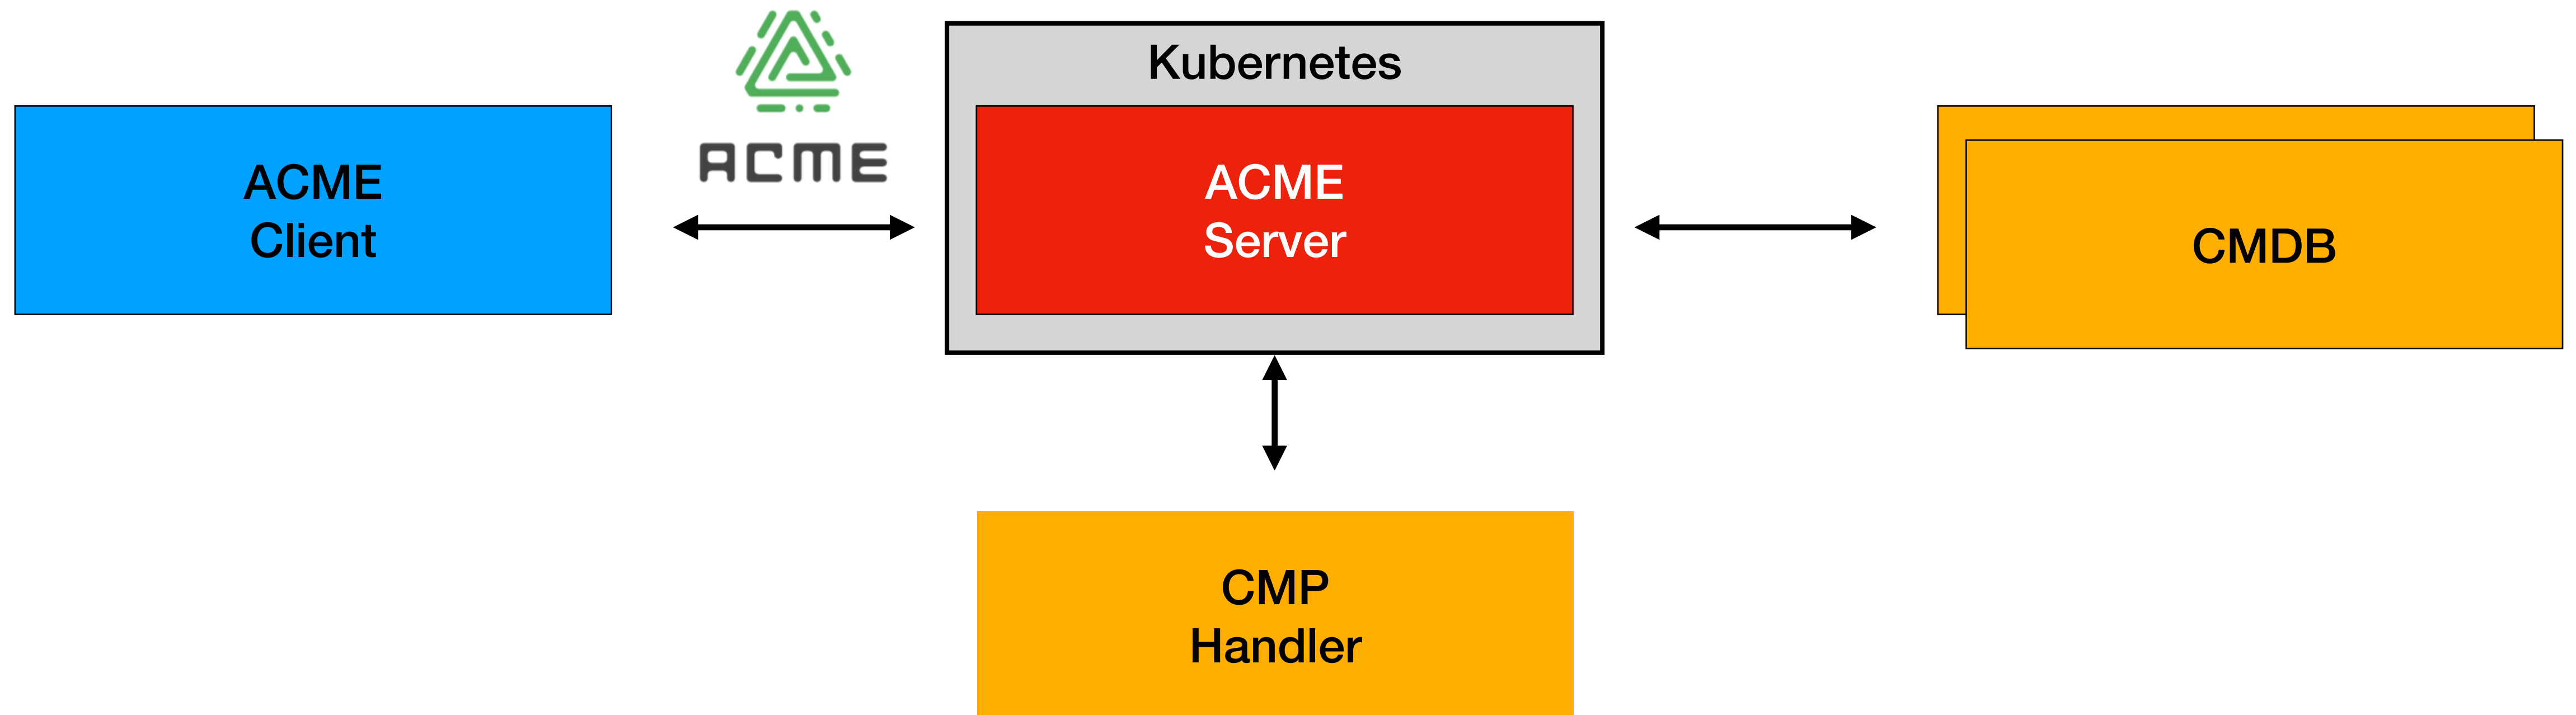 ACME
Client
ACME
Kubernetes
ACME
Server
CMDB
CMP
Handler